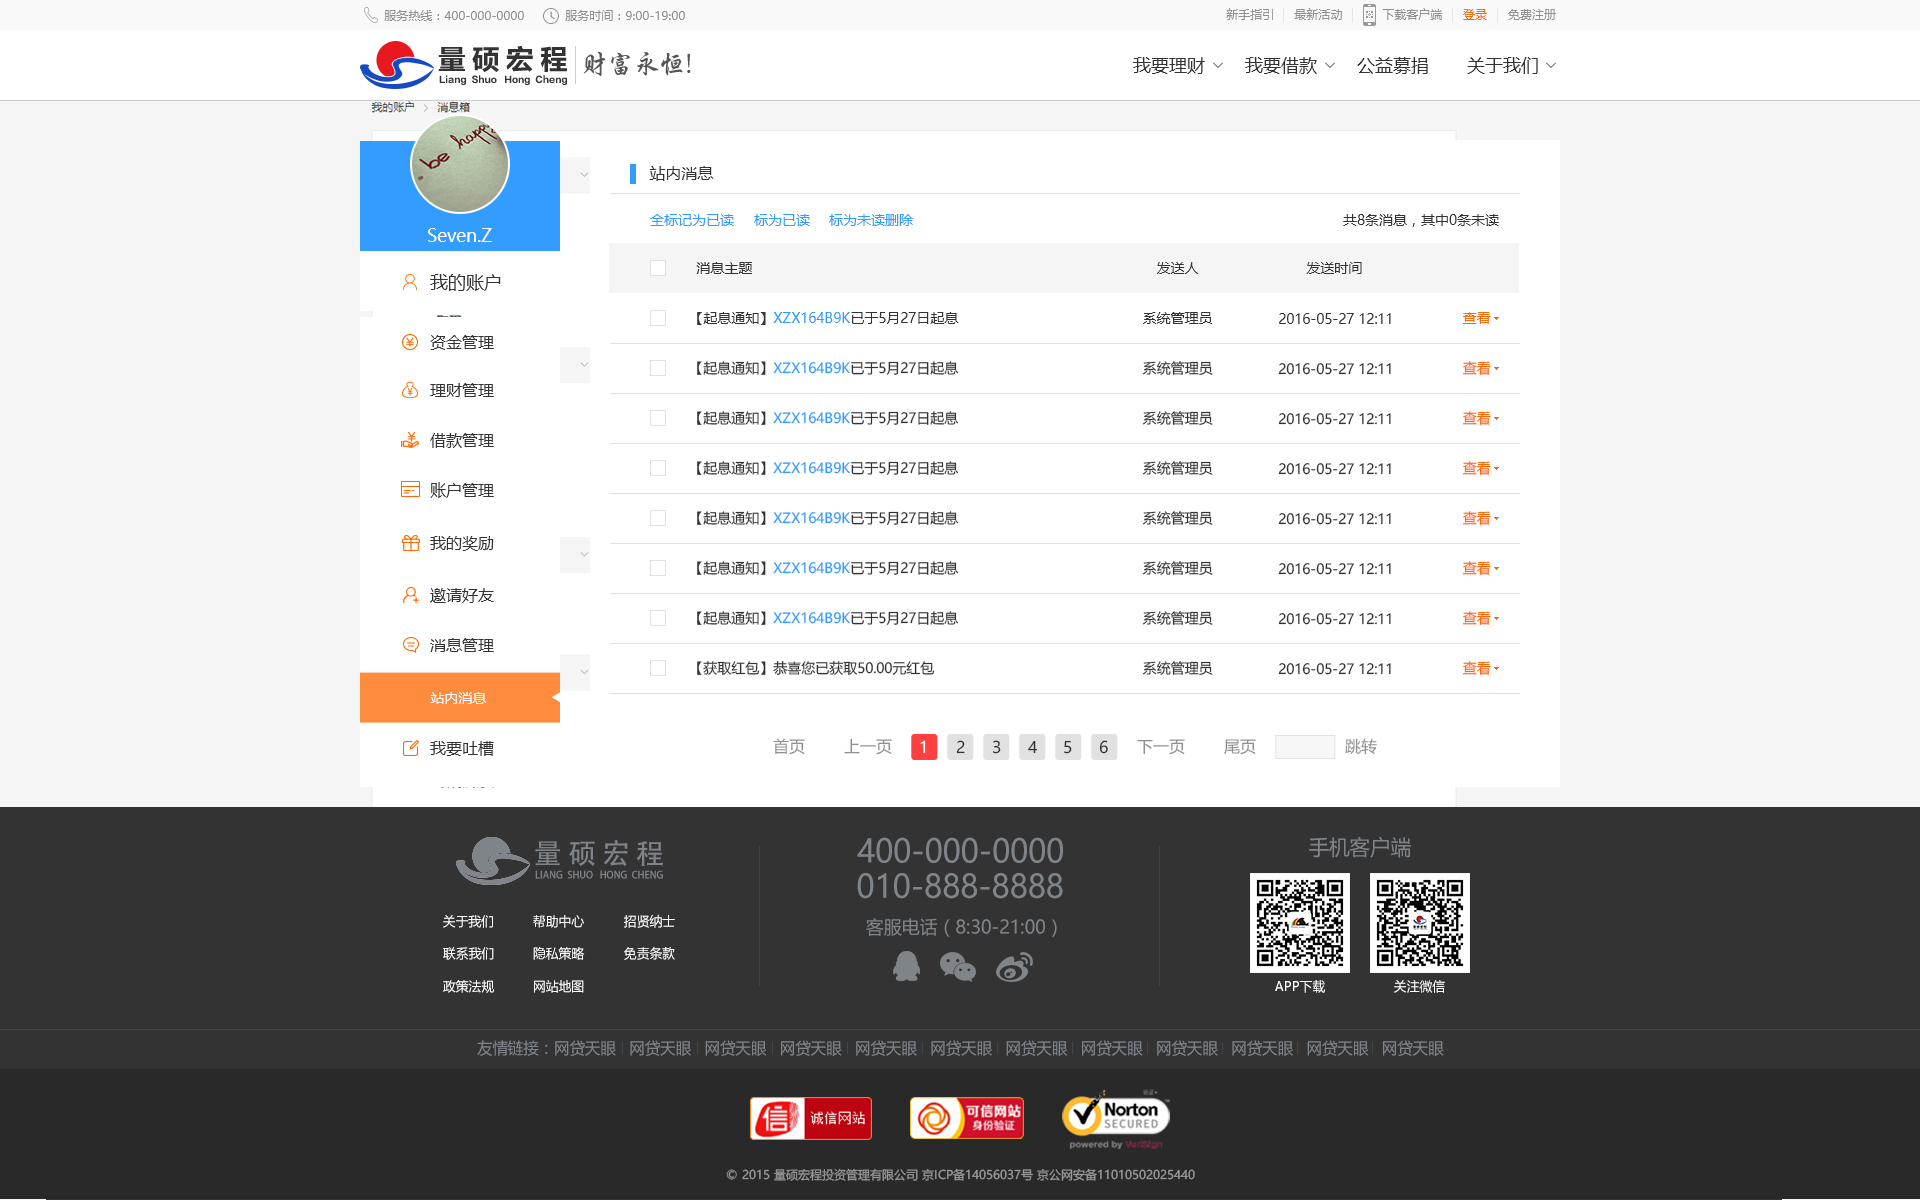 服务热线：400-000-0000 服务时间：9:00-19:00 新手指引 最新活动 下载客户端 登录 免费注册
量硕宏程 Liang Shuo Hong Cheng 财富永恒! 我要理财 我要借款 公益募捐 关于我们
我的账户 > 消息箱
be happy
Seven.Z
我的账户
资金管理
理财管理
借款管理
账户管理
我的奖励
邀请好友
消息管理
站内消息
我要吐槽
站内消息
全标记为已读 标为已读 标为未读删除 共8条消息，其中0条未读
消息主题 发送人 发送时间
【起息通知】XZX164B9K已于5月27日起息 系统管理员 2016-05-27 12:11 查看
【起息通知】XZX164B9K已于5月27日起息 系统管理员 2016-05-27 12:11 查看
【起息通知】XZX164B9K已于5月27日起息 系统管理员 2016-05-27 12:11 查看
【起息通知】XZX164B9K已于5月27日起息 系统管理员 2016-05-27 12:11 查看
【起息通知】XZX164B9K已于5月27日起息 系统管理员 2016-05-27 12:11 查看
【起息通知】XZX164B9K已于5月27日起息 系统管理员 2016-05-27 12:11 查看
【起息通知】XZX164B9K已于5月27日起息 系统管理员 2016-05-27 12:11 查看
【获取红包】恭喜您已获取50.00元红包 系统管理员 2016-05-27 12:11 查看
首页 上一页 1 2 3 4 5 6 下一页 尾页 跳转
量硕宏程
LIANG SHUO HONG CHENG
关于我们 帮助中心 招贤纳士
联系我们 隐私策略 免责条款
政策法规 网站地图
400-000-0000
010-888-8888
客服电话（8:30-21:00）
手机客户端
APP下载 关注微信
友情链接：网贷天眼 网贷天眼 网贷天眼 网贷天眼 网贷天眼 网贷天眼 网贷天眼 网贷天眼 网贷天眼 网贷天眼 网贷天眼 网贷天眼
信 诚信网站
可信网站
身份验证
Norton
SECURED
powered by VeriSign
© 2015 量硕宏程投资管理有限公司 京ICP备14056037号 京公网安备11010502025440